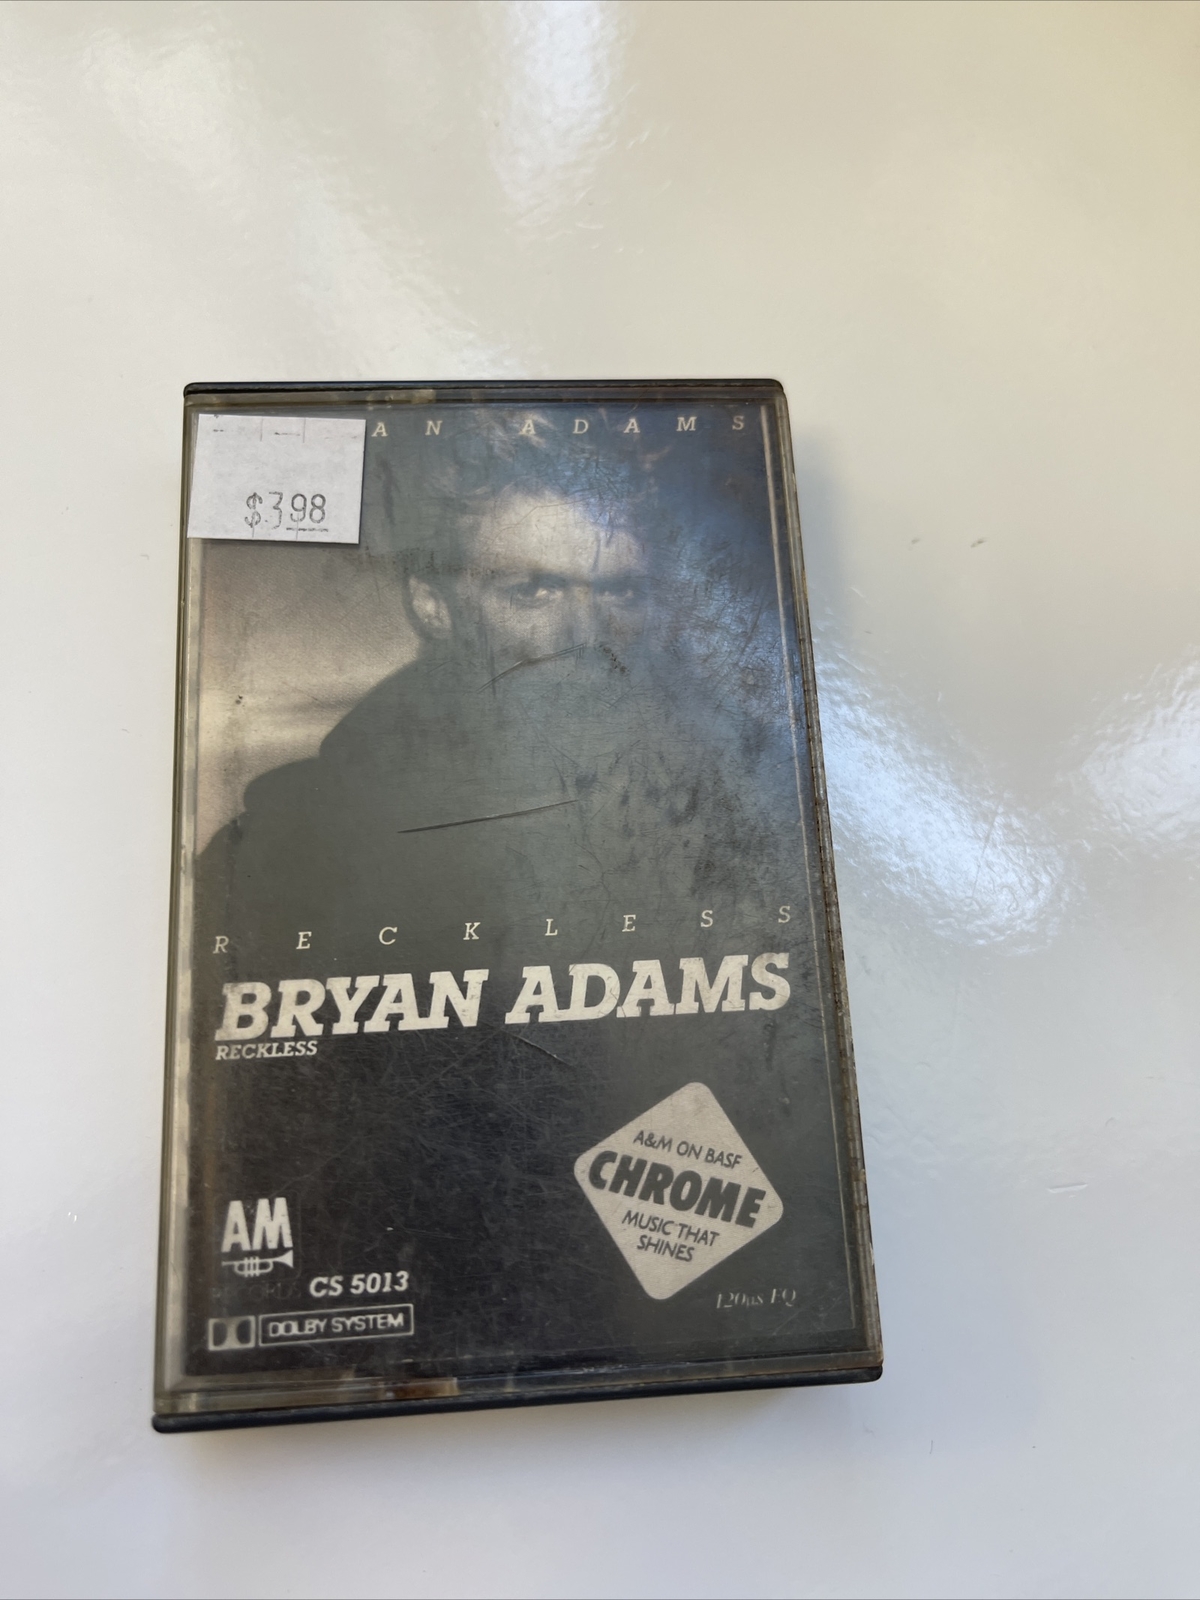 AN ADAMS
$3.98
RECKLESS
BRYAN ADAMS
RECKLESS
A&M ON BASF
CHROME
MUSIC THAT
SHINES
AM
RECORDS CS 5013
120µs EQ
DOLBY SYSTEM